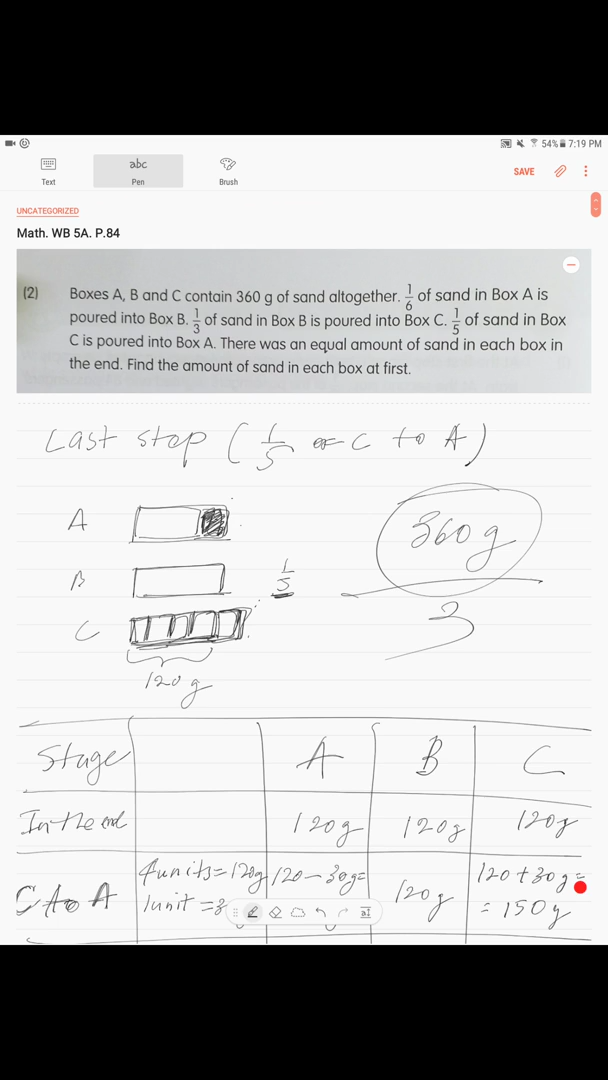 54% 7:19 PM
Text
abc
Pen
Brush
SAVE
UNCATEGORIZED
Math. WB 5A. P.84
(2) Boxes A, B and C contain 360 g of sand altogether. 1/6 of sand in Box A is
poured into Box B. 1/3 of sand in Box B is poured into Box C. 1/5 of sand in Box
C is poured into Box A. There was an equal amount of sand in each box in
the end. Find the amount of sand in each box at first.
Last step (1/5 of C to A)
A
B
1/5
C
120 g
360 g
3
Stage A B C
In the end 120g 120g 120g
C to A 4units=120g 120-30g= 120g 120+30g=
1unit =3 = 150g